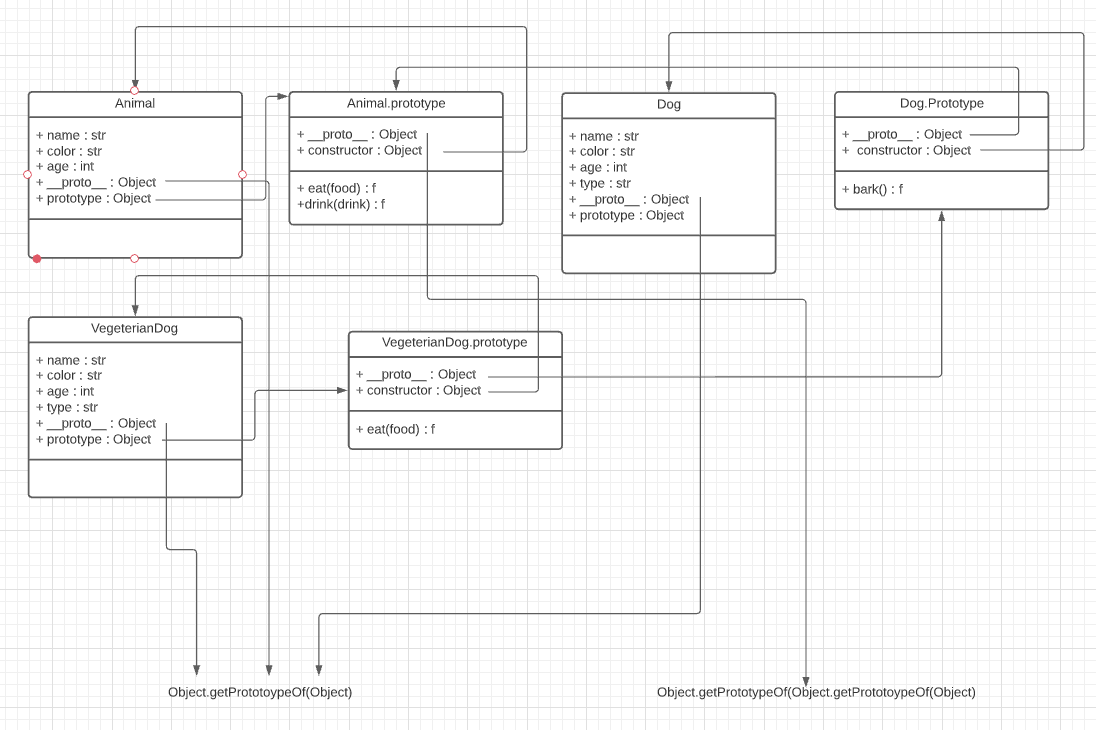 Animal
+ name : str
+ color : str
+ age : int
+ __proto__ : Object
+ prototype : Object
Animal.prototype
+ __proto__ : Object
+ constructor : Object
+ eat(food) : f
+drink(drink) : f
Dog
+ name : str
+ color : str
+ age : int
+ type : str
+ __proto__ : Object
+ prototype : Object
Dog.Prototype
+ __proto__ : Object
+ constructor : Object
+ bark() : f
VegeterianDog
+ name : str
+ color : str
+ age : int
+ type : str
+ __proto__ : Object
+ prototype : Object
VegeterianDog.prototype
+ __proto__ : Object
+ constructor : Object
+ eat(food) : f
Object.getPrototoypeOf(Object)
Object.getPrototypeOf(Object.getPrototoypeOf(Object)